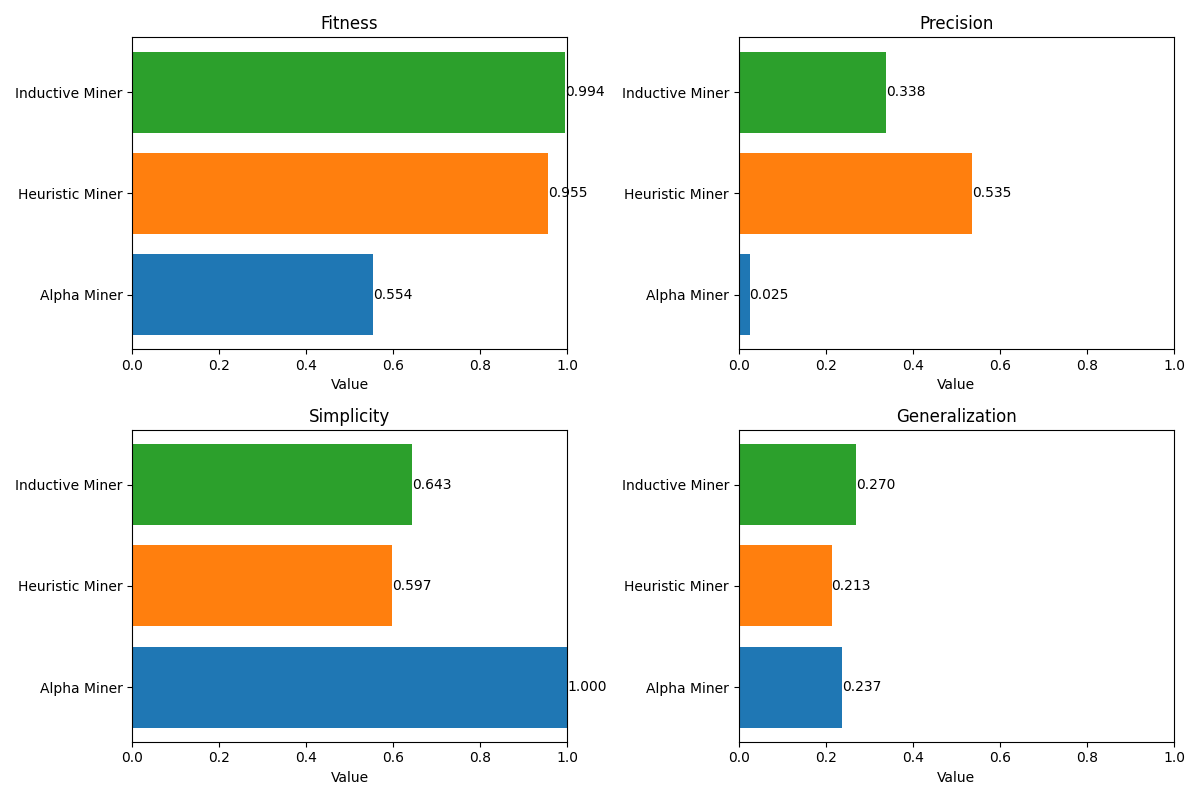 Fitness
Inductive Miner
0.994
Heuristic Miner
0.955
Alpha Miner
0.554
0.0 0.2 0.4 0.6 0.8 1.0
Value
Precision
Inductive Miner
0.338
Heuristic Miner
0.535
Alpha Miner
0.025
0.0 0.2 0.4 0.6 0.8 1.0
Value
Simplicity
Inductive Miner
0.643
Heuristic Miner
0.597
Alpha Miner
1.000
0.0 0.2 0.4 0.6 0.8 1.0
Value
Generalization
Inductive Miner
0.270
Heuristic Miner
0.213
Alpha Miner
0.237
0.0 0.2 0.4 0.6 0.8 1.0
Value